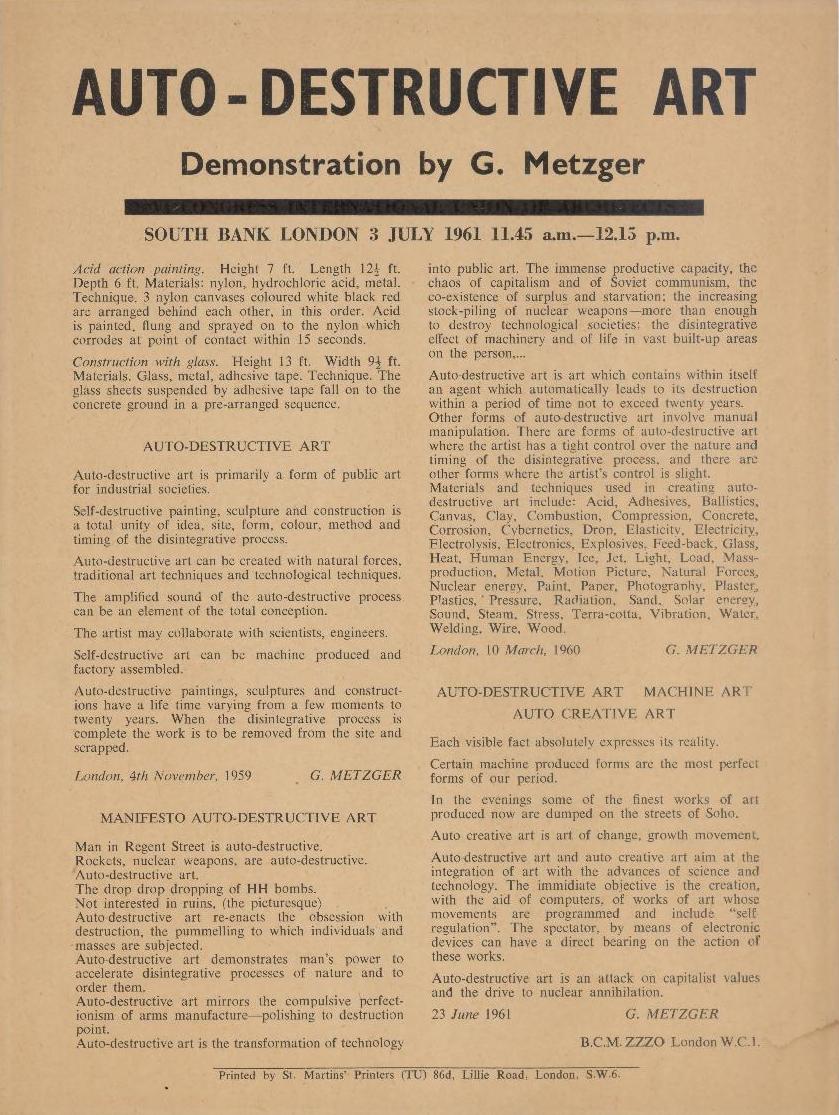 AUTO-DESTRUCTIVE ART
Demonstration by G. Metzger
SOUTH BANK LONDON 3 JULY 1961 11.45 a.m.—12.15 p.m.
Acid action painting. Height 7 ft. Length 12½ ft.
Depth 6 ft. Materials: nylon, hydrochloric acid, metal.
Technique. 3 nylon canvases coloured white black red
are arranged behind each other, in this order. Acid
is painted, flung and sprayed on to the nylon which
corrodes at point of contact within 15 seconds.
Construction with glass. Height 13 ft. Width 9½ ft.
Materials. Glass, metal, adhesive tape. Technique. The
glass sheets suspended by adhesive tape fall on to the
concrete ground in a pre-arranged sequence.
AUTO-DESTRUCTIVE ART
Auto-destructive art is primarily a form of public art
for industrial societies.
Self-destructive painting, sculpture and construction is
a total unity of idea, site, form, colour, method and
timing of the disintegrative process.
Auto-destructive art can be created with natural forces,
traditional art techniques and technological techniques.
The amplified sound of the auto-destructive process
can be an element of the total conception.
The artist may collaborate with scientists, engineers.
Self-destructive art can be machine produced and
factory assembled.
Auto-destructive paintings, sculptures and construct-
ions have a life time varying from a few moments to
twenty years. When the disintegrative process is
complete the work is to be removed from the site and
scrapped.
London, 4th November, 1959 G. METZGER
MANIFESTO AUTO-DESTRUCTIVE ART
Man in Regent Street is auto-destructive.
Rockets, nuclear weapons, are auto-destructive.
Auto-destructive art.
The drop drop dropping of HH bombs.
Not interested in ruins, (the picturesque)
Auto-destructive art re-enacts the obsession with
destruction, the pummelling to which individuals and
masses are subjected.
Auto-destructive art demonstrates man's power to
accelerate disintegrative processes of nature and to
order them.
Auto-destructive art mirrors the compulsive perfect-
ionism of arms manufacture—polishing to destruction
point.
Auto-destructive art is the transformation of technology
into public art. The immense productive capacity, the
chaos of capitalism and of Soviet communism, the
co-existence of surplus and starvation; the increasing
stock-piling of nuclear weapons—more than enough
to destroy technological societies; the disintegrative
effect of machinery and of life in vast built-up areas
on the person,...
Auto-destructive art is art which contains within itself
an agent which automatically leads to its destruction
within a period of time not to exceed twenty years.
Other forms of auto-destructive art involve manual
manipulation. There are forms of auto-destructive art
where the artist has a tight control over the nature and
timing of the disintegrative process, and there are
other forms where the artist's control is slight.
Materials and techniques used in creating auto-
destructive art include: Acid, Adhesives, Ballistics,
Canvas, Clay, Combustion, Compression, Concrete,
Corrosion, Cybernetics, Drop, Elasticity, Electricity,
Electrolysis, Electronics, Explosives, Feed-back, Glass,
Heat, Human Energy, Ice, Jet, Light, Load, Mass-
production, Metal, Motion Picture, Natural Forces,
Nuclear energy, Paint, Paper, Photography, Plaster,
Plastics, Pressure, Radiation, Sand, Solar energy,
Sound, Steam, Stress, Terra-cotta, Vibration, Water,
Welding, Wire, Wood.
London, 10 March, 1960 G. METZGER
AUTO-DESTRUCTIVE ART MACHINE ART
AUTO CREATIVE ART
Each visible fact absolutely expresses its reality.
Certain machine produced forms are the most perfect
forms of our period.
In the evenings some of the finest works of art
produced now are dumped on the streets of Soho.
Auto creative art is art of change, growth movement.
Auto-destructive art and auto creative art aim at the
integration of art with the advances of science and
technology. The immidiate objective is the creation,
with the aid of computers, of works of art whose
movements are programmed and include "self
regulation". The spectator, by means of electronic
devices can have a direct bearing on the action of
these works.
Auto-destructive art is an attack on capitalist values
and the drive to nuclear annihilation.
23 June 1961 G. METZGER
B.C.M. ZZZO London W.C.1.
Printed by St. Martins' Printers (TU) 86d, Lillie Road, London, S.W.6.